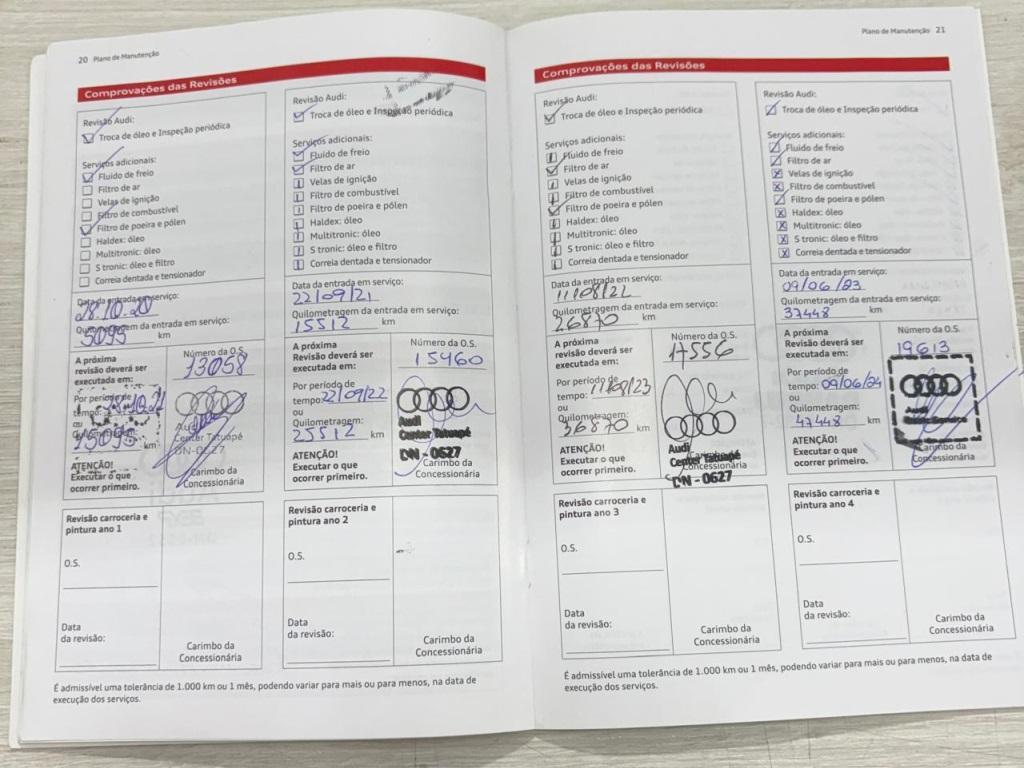 20 Plano de Manutenção
Comprovações das Revisões
Revisão Audi:
Troca de óleo e Inspeção periódica
Serviços adicionais:
Fluido de freio
Filtro de ar
Velas de ignição
Filtro de combustível
Filtro de poeira e pólen
Haldex: óleo
Multitronic: óleo
S tronic: óleo e filtro
Correia dentada e tensionador
Data da entrada em serviço:
28.10.20
Quilometragem da entrada em serviço:
5095 km
A próxima
revisão deverá ser
executada em:
Número da O.S.
13058
Por período de
tempo: 28.10.21
ou
Quilometragem:
15095 km
ATENÇÃO!
Executar o que
ocorrer primeiro.
Audi
Center Tatuapé
Carimbo da
Concessionária
Revisão carroceria e
pintura ano 1
O.S.
Data
da revisão:
Carimbo da
Concessionária
Revisão Audi:
Troca de óleo e Inspeção periódica
Serviços adicionais:
Fluido de freio
Filtro de ar
Velas de ignição
Filtro de combustível
Filtro de poeira e pólen
Haldex: óleo
Multitronic: óleo
S tronic: óleo e filtro
Correia dentada e tensionador
Data da entrada em serviço:
22/09/21
Quilometragem da entrada em serviço:
15512 km
A próxima
Revisão deverá ser
executada em:
Número da O.S.
15460
Por período de
tempo: 22/09/22
ou
Quilometragem:
25512 km
ATENÇÃO!
Executar o que
ocorrer primeiro.
Audi
Center Tatuapé
DN - 0527
Carimbo da
Concessionária
Revisão carroceria e
pintura ano 2
O.S.
Data
da revisão:
Carimbo da
Concessionária
É admissível uma tolerância de 1.000 km ou 1 mês, podendo variar para mais ou para menos, na data de
execução dos serviços.
Plano de Manutenção 21
Comprovações das Revisões
Revisão Audi:
Troca de óleo e Inspeção periódica
Serviços adicionais:
Fluido de freio
Filtro de ar
Velas de ignição
Filtro de combustível
Filtro de poeira e pólen
Haldex: óleo
Multitronic: óleo
S tronic: óleo e filtro
Correia dentada e tensionador
Data da entrada em serviço:
11/08/22
Quilometragem da entrada em serviço:
26870 km
A próxima
revisão deverá ser
executada em:
Número da O.S.
17556
Por período de
tempo: 11/08/23
ou
Quilometragem:
36870 km
ATENÇÃO!
Executar o que
ocorrer primeiro.
Audi
Center Tatuapé
DN - 0627
Carimbo da
Concessionária
Revisão carroceria e
pintura ano 3
O.S.
Data
da revisão:
Carimbo da
Concessionária
Revisão Audi:
Troca de óleo e Inspeção periódica
Serviços adicionais:
Fluido de freio
Filtro de ar
Velas de ignição
Filtro de combustível
Filtro de poeira e pólen
Haldex: óleo
Multitronic: óleo
S tronic: óleo e filtro
Correia dentada e tensionador
Data da entrada em serviço:
09/06/23
Quilometragem da entrada em serviço:
37448 km
A próxima
Revisão deverá ser
executada em:
Número da O.S.
19613
Por período de
tempo: 09/06/24
ou
Quilometragem:
47448 km
ATENÇÃO!
Executar o que
ocorrer primeiro.
Audi
Carimbo da
Concessionária
Revisão carroceria e
pintura ano 4
O.S.
Data
da revisão:
Carimbo da
Concessionária
É admissível uma tolerância de 1.000 km ou 1 mês, podendo variar para mais ou para menos, na data de
execução dos serviços.